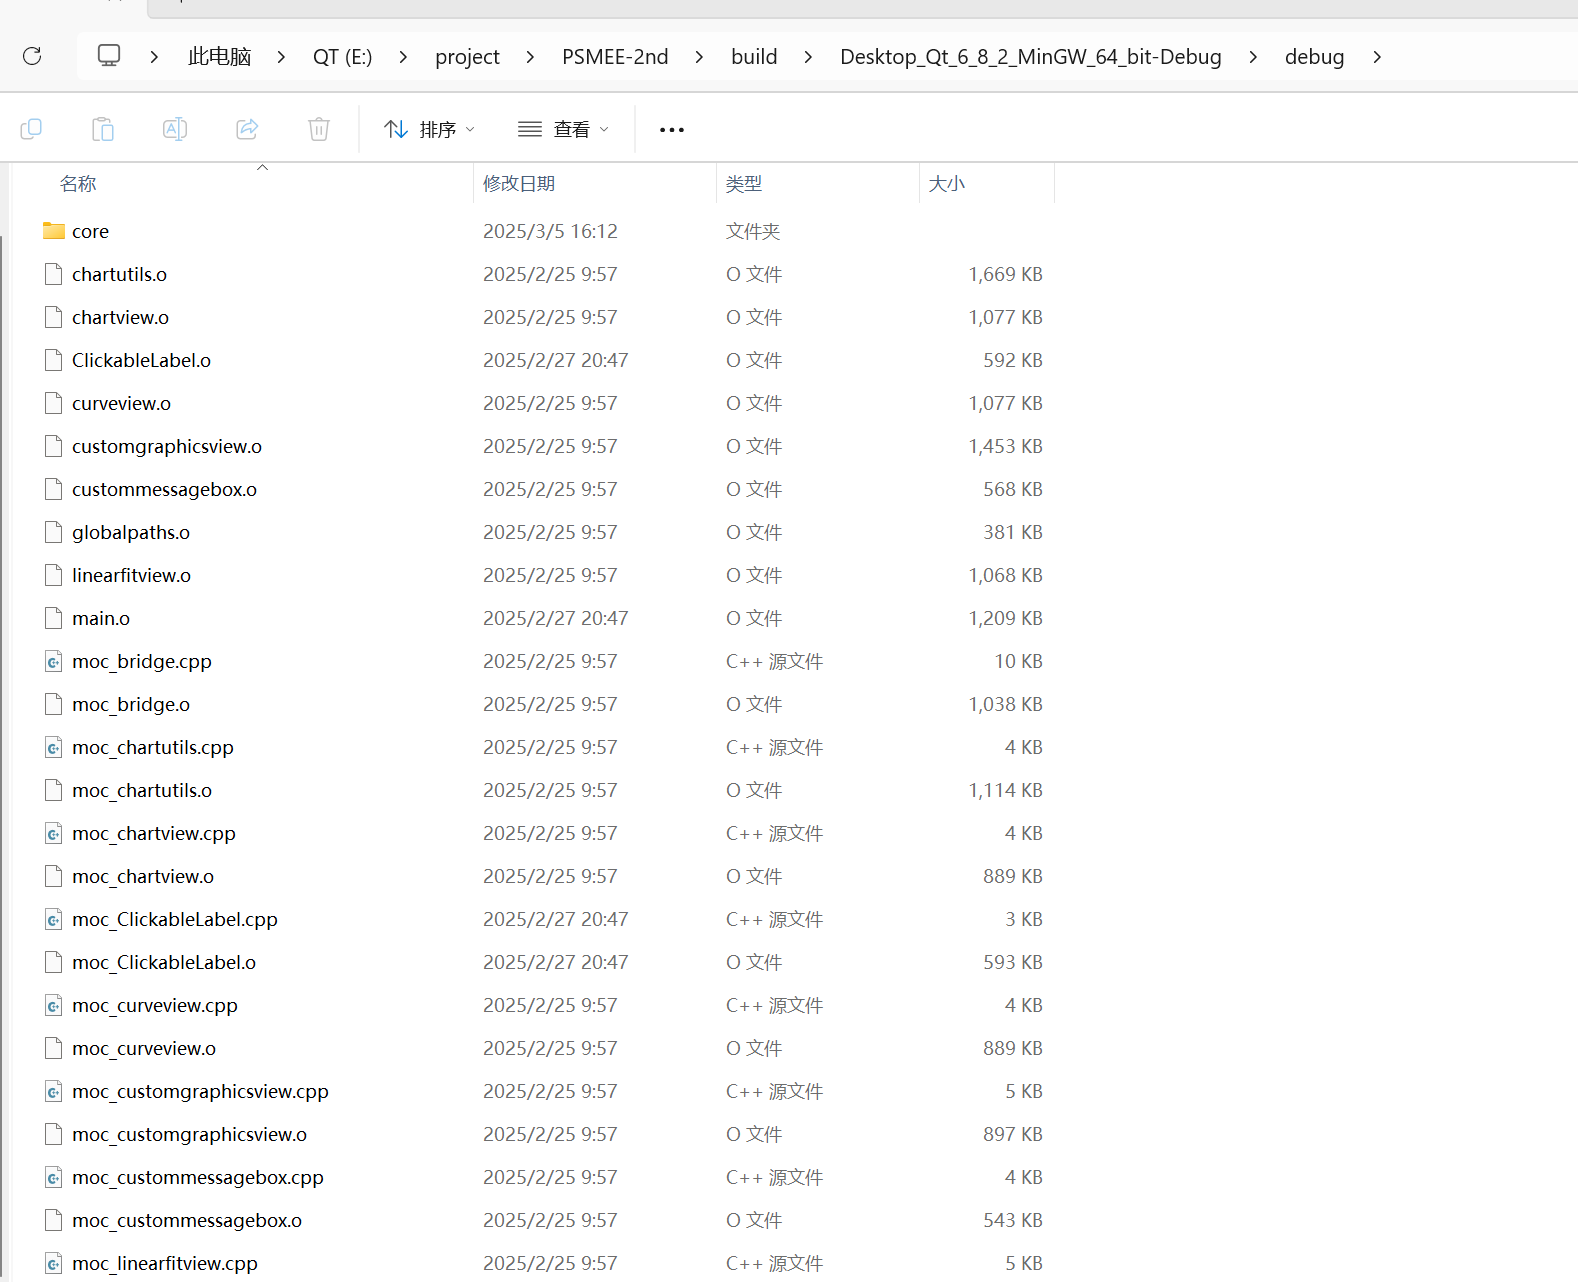 此电脑 > QT (E:) > project > PSMEE-2nd > build > Desktop_Qt_6_8_2_MinGW_64_bit-Debug > debug >
排序 查看
名称 修改日期 类型 大小
core 2025/3/5 16:12 文件夹
chartutils.o 2025/2/25 9:57 O 文件 1,669 KB
chartview.o 2025/2/25 9:57 O 文件 1,077 KB
ClickableLabel.o 2025/2/27 20:47 O 文件 592 KB
curveview.o 2025/2/25 9:57 O 文件 1,077 KB
customgraphicsview.o 2025/2/25 9:57 O 文件 1,453 KB
custommessagebox.o 2025/2/25 9:57 O 文件 568 KB
globalpaths.o 2025/2/25 9:57 O 文件 381 KB
linearfitview.o 2025/2/25 9:57 O 文件 1,068 KB
main.o 2025/2/27 20:47 O 文件 1,209 KB
moc_bridge.cpp 2025/2/25 9:57 C++ 源文件 10 KB
moc_bridge.o 2025/2/25 9:57 O 文件 1,038 KB
moc_chartutils.cpp 2025/2/25 9:57 C++ 源文件 4 KB
moc_chartutils.o 2025/2/25 9:57 O 文件 1,114 KB
moc_chartview.cpp 2025/2/25 9:57 C++ 源文件 4 KB
moc_chartview.o 2025/2/25 9:57 O 文件 889 KB
moc_ClickableLabel.cpp 2025/2/27 20:47 C++ 源文件 3 KB
moc_ClickableLabel.o 2025/2/27 20:47 O 文件 593 KB
moc_curveview.cpp 2025/2/25 9:57 C++ 源文件 4 KB
moc_curveview.o 2025/2/25 9:57 O 文件 889 KB
moc_customgraphicsview.cpp 2025/2/25 9:57 C++ 源文件 5 KB
moc_customgraphicsview.o 2025/2/25 9:57 O 文件 897 KB
moc_custommessagebox.cpp 2025/2/25 9:57 C++ 源文件 4 KB
moc_custommessagebox.o 2025/2/25 9:57 O 文件 543 KB
moc_linearfitview.cpp 2025/2/25 9:57 C++ 源文件 5 KB